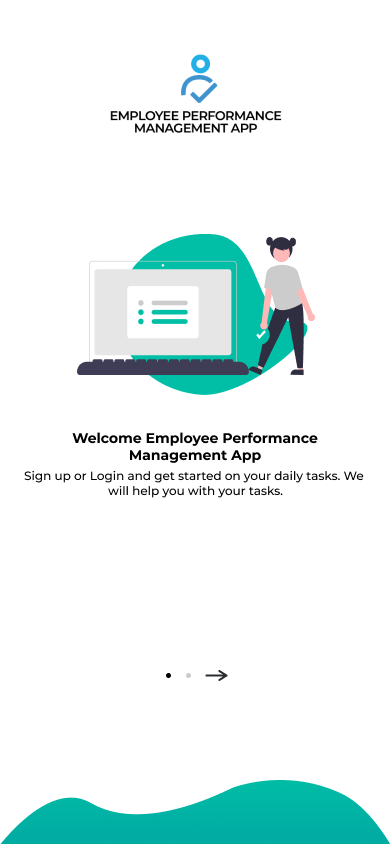 EMPLOYEE PERFORMANCE
MANAGEMENT APP
Welcome Employee Performance
Management App
Sign up or Login and get started on your daily tasks. We
will help you with your tasks.